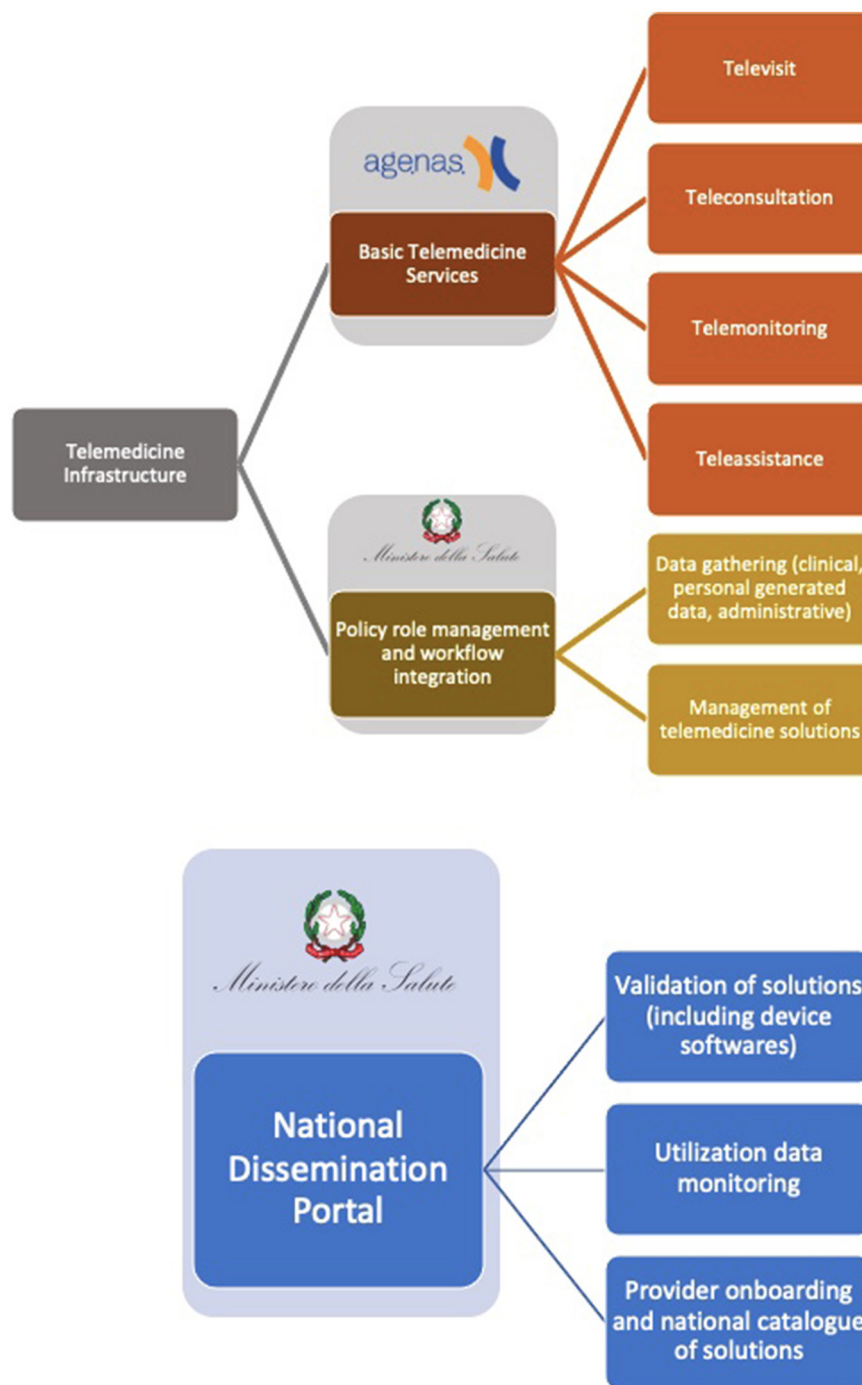 Televisit
agenas.
Teleconsultation
Basic Telemedicine
Services
Telemonitoring
Telemedicine
Infrastructure
Teleassistance
Ministero della Salute
Policy role management
and workflow
integration
Data gathering (clinical,
personal generated
data, administrative)
Management of
telemedicine solutions
Ministero della Salute
National
Dissemination
Portal
Validation of solutions
(including device
softwares)
Utilization data
monitoring
Provider onboarding
and national catalogue
of solutions